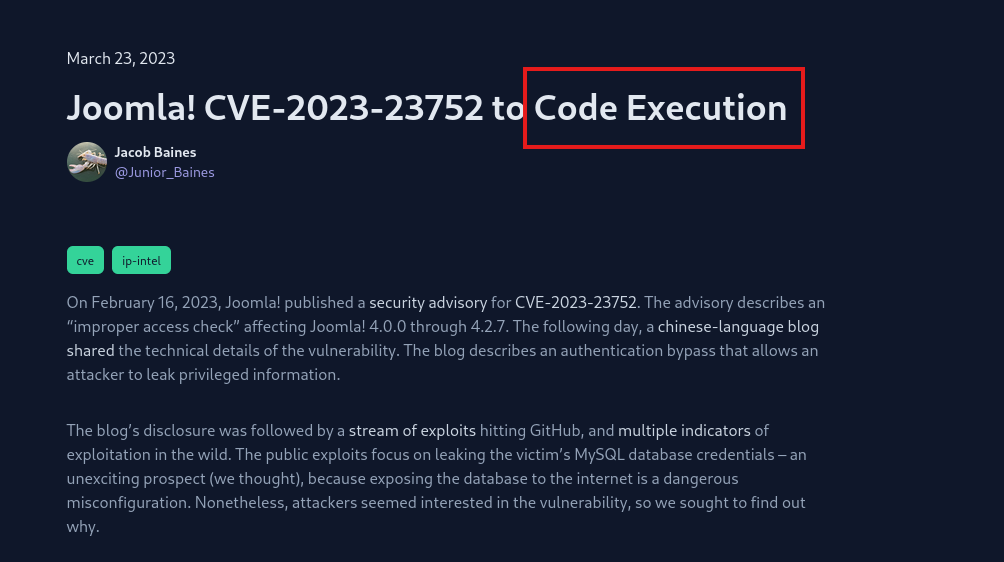 March 23, 2023
Joomla! CVE-2023-23752 to Code Execution
Jacob Baines
@Junior_Baines
cve ip-intel
On February 16, 2023, Joomla! published a security advisory for CVE-2023-23752. The advisory describes an
“improper access check” affecting Joomla! 4.0.0 through 4.2.7. The following day, a chinese-language blog
shared the technical details of the vulnerability. The blog describes an authentication bypass that allows an
attacker to leak privileged information.
The blog’s disclosure was followed by a stream of exploits hitting GitHub, and multiple indicators of
exploitation in the wild. The public exploits focus on leaking the victim’s MySQL database credentials – an
unexciting prospect (we thought), because exposing the database to the internet is a dangerous
misconfiguration. Nonetheless, attackers seemed interested in the vulnerability, so we sought to find out
why.